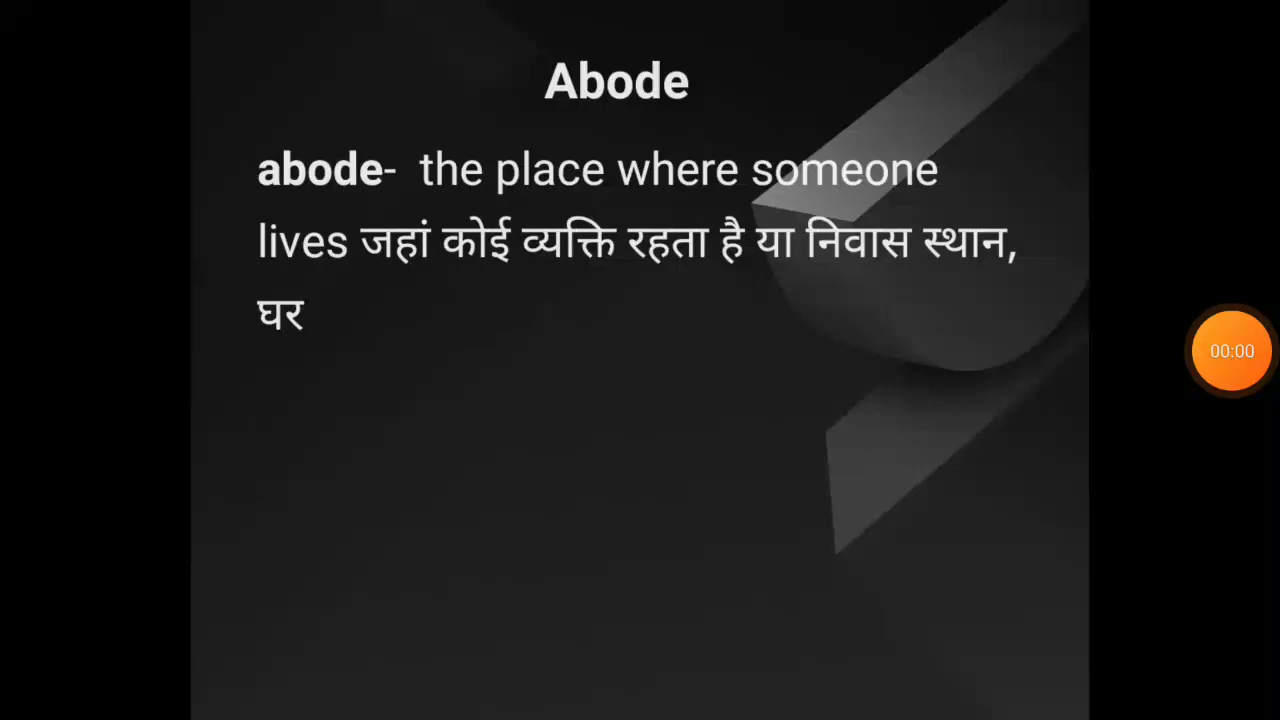 Abode
abode-  the place where someone
lives जहां कोई व्यक्ति रहता है या निवास स्थान,
घर
00:00